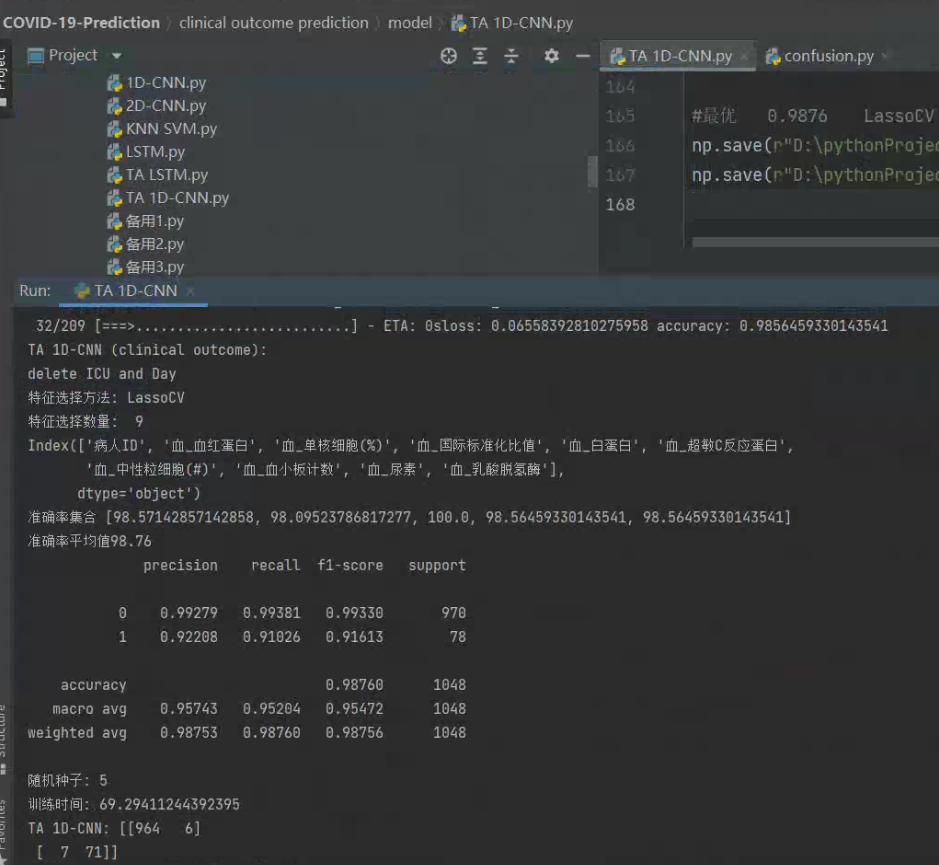 COVID-19-Prediction clinical outcome prediction model TA 1D-CNN.py
Project
TA 1D-CNN.py
confusion.py
Project
1D-CNN.py
2D-CNN.py
KNN SVM.py
LSTM.py
TA LSTM.py
TA 1D-CNN.py
备用1.py
备用2.py
备用3.py
164
165 #最优 0.9876 LassoCV
166 np.save(r"D:\pythonProjec
167 np.save(r"D:\pythonProjec
168
Run: TA 1D-CNN
32/209 [===>..........................] - ETA: 0sloss: 0.06558392810275958 accuracy: 0.9856459330143541
TA 1D-CNN (clinical outcome):
delete ICU and Day
特征选择方法: LassoCV
特征选择数量: 9
Index(['病人ID', '血_血红蛋白', '血_单核细胞(%)', '血_国际标准化比值', '血_白蛋白', '血_超敏C反应蛋白',
'血_中性粒细胞(#)', '血_血小板计数', '血_尿素', '血_乳酸脱氢酶'],
dtype='object')
准确率集合 [98.57142857142858, 98.09523786817277, 100.0, 98.56459330143541, 98.56459330143541]
准确率平均值98.76
precision recall f1-score support
0 0.99279 0.99381 0.99330 970
1 0.92208 0.91026 0.91613 78
accuracy 0.98760 1048
macro avg 0.95743 0.95204 0.95472 1048
weighted avg 0.98753 0.98760 0.98756 1048
随机种子: 5
训练时间: 69.29411244392395
TA 1D-CNN: [[964 6]
[ 7 71]]
Structure
Favorites